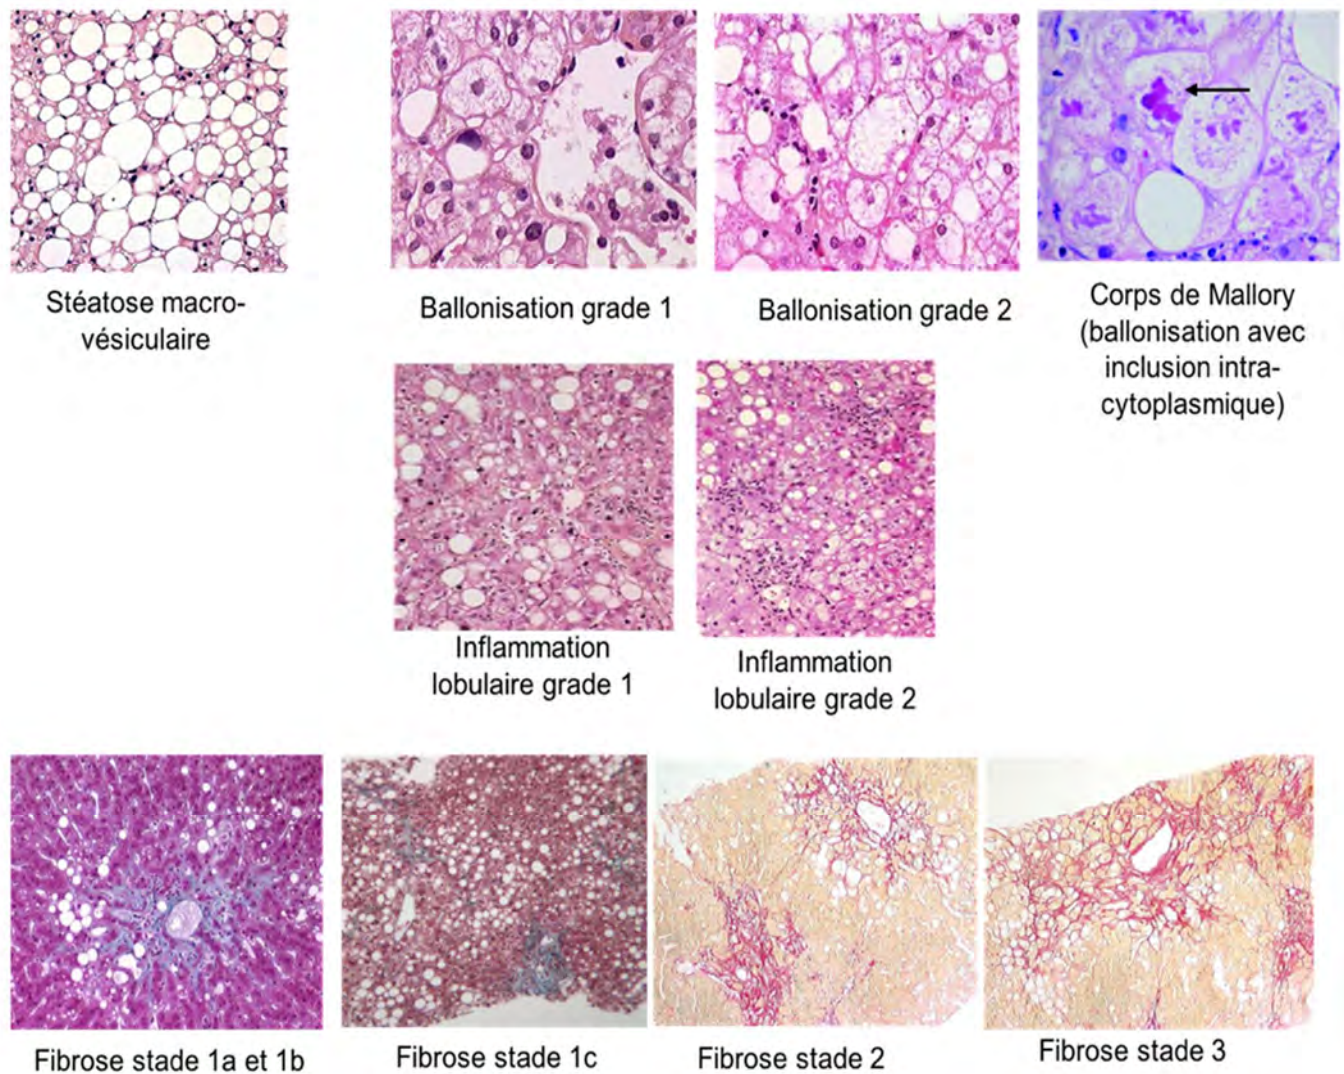 Stéatose macro-
vésiculaire
Ballonisation grade 1
Ballonisation grade 2
Corps de Mallory
(ballonisation avec
inclusion intra-
cytoplasmique)
Inflammation
lobulaire grade 1
Inflammation
lobulaire grade 2
Fibrose stade 1a et 1b
Fibrose stade 1c
Fibrose stade 2
Fibrose stade 3